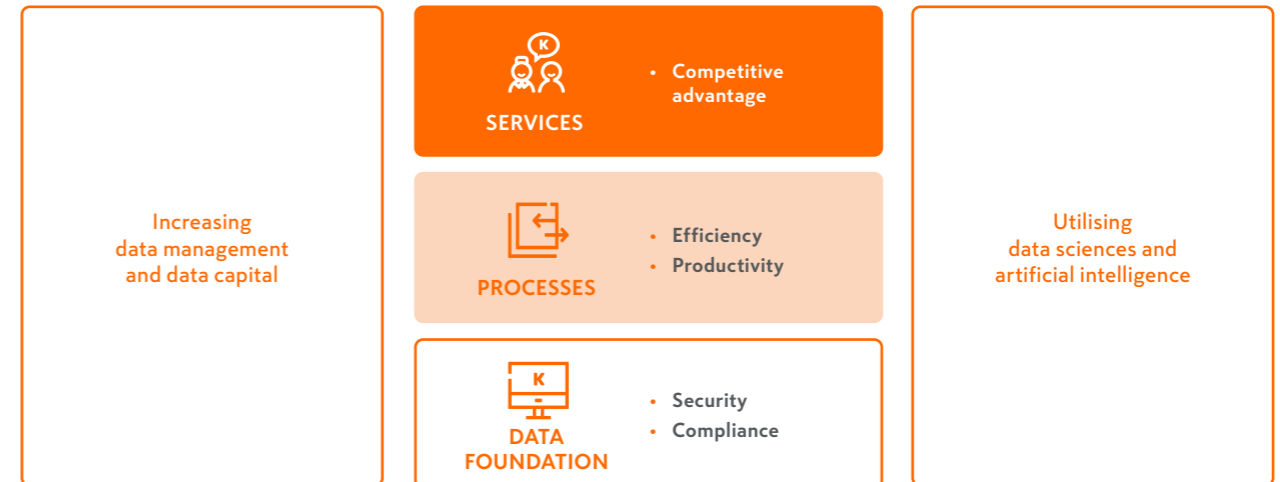 Increasing
data management
and data capital
K
SERVICES
• Competitive
advantage
PROCESSES
• Efficiency
• Productivity
K
DATA
FOUNDATION
• Security
• Compliance
Utilising
data sciences and
artificial intelligence